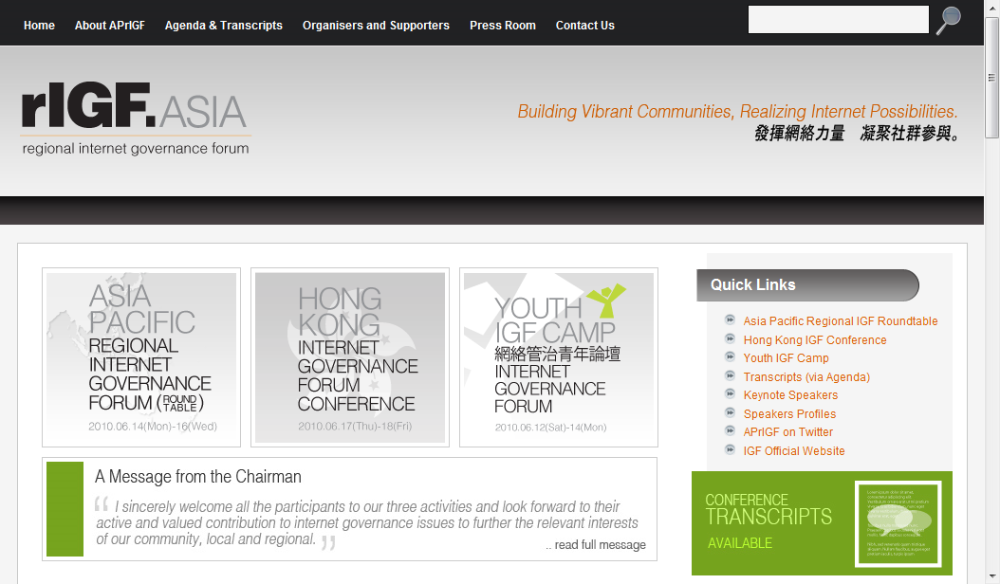 Home About APrIGF Agenda & Transcripts Organisers and Supporters Press Room Contact Us
rIGF.ASIA
regional internet governance forum
Building Vibrant Communities, Realizing Internet Possibilities.
發揮網絡力量 凝聚社群參與。
ASIA
PACIFIC
REGIONAL
INTERNET
GOVERNANCE
FORUM (ROUND TABLE)
2010.06.14(Mon)-16(Wed)
HONG
KONG
INTERNET
GOVERNANCE
FORUM
CONFERENCE
2010.06.17(Thu)-18(Fri)
YOUTH
IGF CAMP
網絡管治青年論壇
INTERNET
GOVERNANCE
FORUM
2010.06.12(Sat)-14(Mon)
A Message from the Chairman
“ I sincerely welcome all the participants to our three activities and look forward to their
active and valued contribution to internet governance issues to further the relevant interests
of our community, local and regional. ”
.. read full message
Quick Links
Asia Pacific Regional IGF Roundtable
Hong Kong IGF Conference
Youth IGF Camp
Transcripts (via Agenda)
Keynote Speakers
Speakers Profiles
APrIGF on Twitter
IGF Official Website
CONFERENCE
TRANSCRIPTS
AVAILABLE